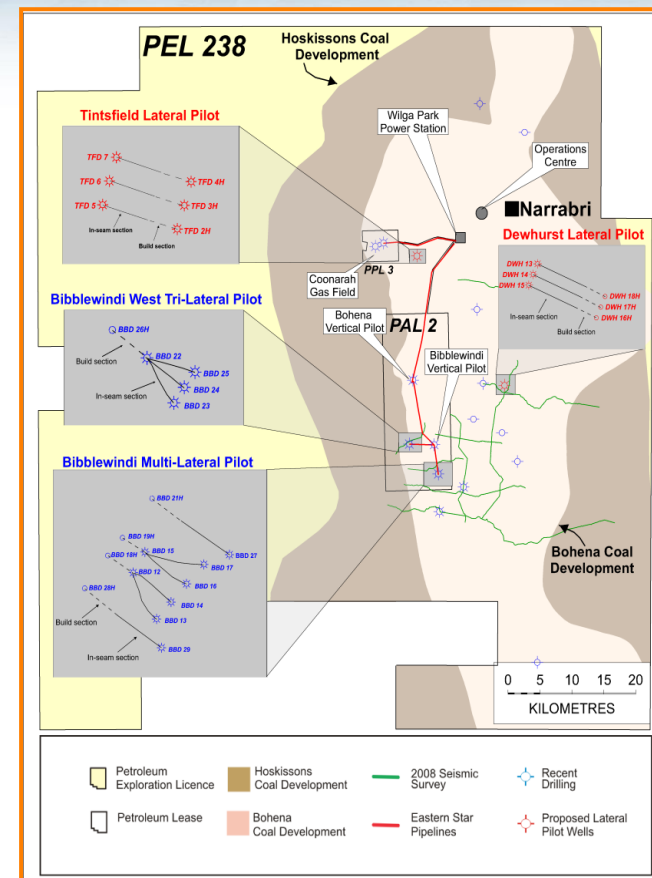 PEL 238
Hoskissons Coal
Development
Tintsfield Lateral Pilot
TFD 7
TFD 6
TFD 5
TFD 4H
TFD 3H
TFD 2H
In-seam section
Build section
Wilga Park
Power Station
Operations
Centre
Narrabri
Dewhurst Lateral Pilot
DWH 13
DWH 14
DWH 15
DWH 18H
DWH 17H
DWH 16H
In-seam section
Build section
PPL 3
Coonarah
Gas Field
Bibblewindi West Tri-Lateral Pilot
BBD 26H
Build section
BBD 22
BBD 25
BBD 24
BBD 23
In-seam section
Bohena
Vertical Pilot
PAL 2
Bibblewindi
Vertical Pilot
Bibblewindi Multi-Lateral Pilot
BBD 21H
BBD 19H
BBD 18H
BBD 15
BBD 27
BBD 17
BBD 12
BBD 16
BBD 28H
BBD 14
BBD 13
Build section
In-seam section
BBD 29
Bohena Coal
Development
0 5 10 15 20
KILOMETRES
Petroleum
Exploration Licence
Hoskissons
Coal Development
2008 Seismic
Survey
Recent
Drilling
Petroleum Lease
Bohena
Coal Development
Eastern Star
Pipelines
Proposed Lateral
Pilot Wells